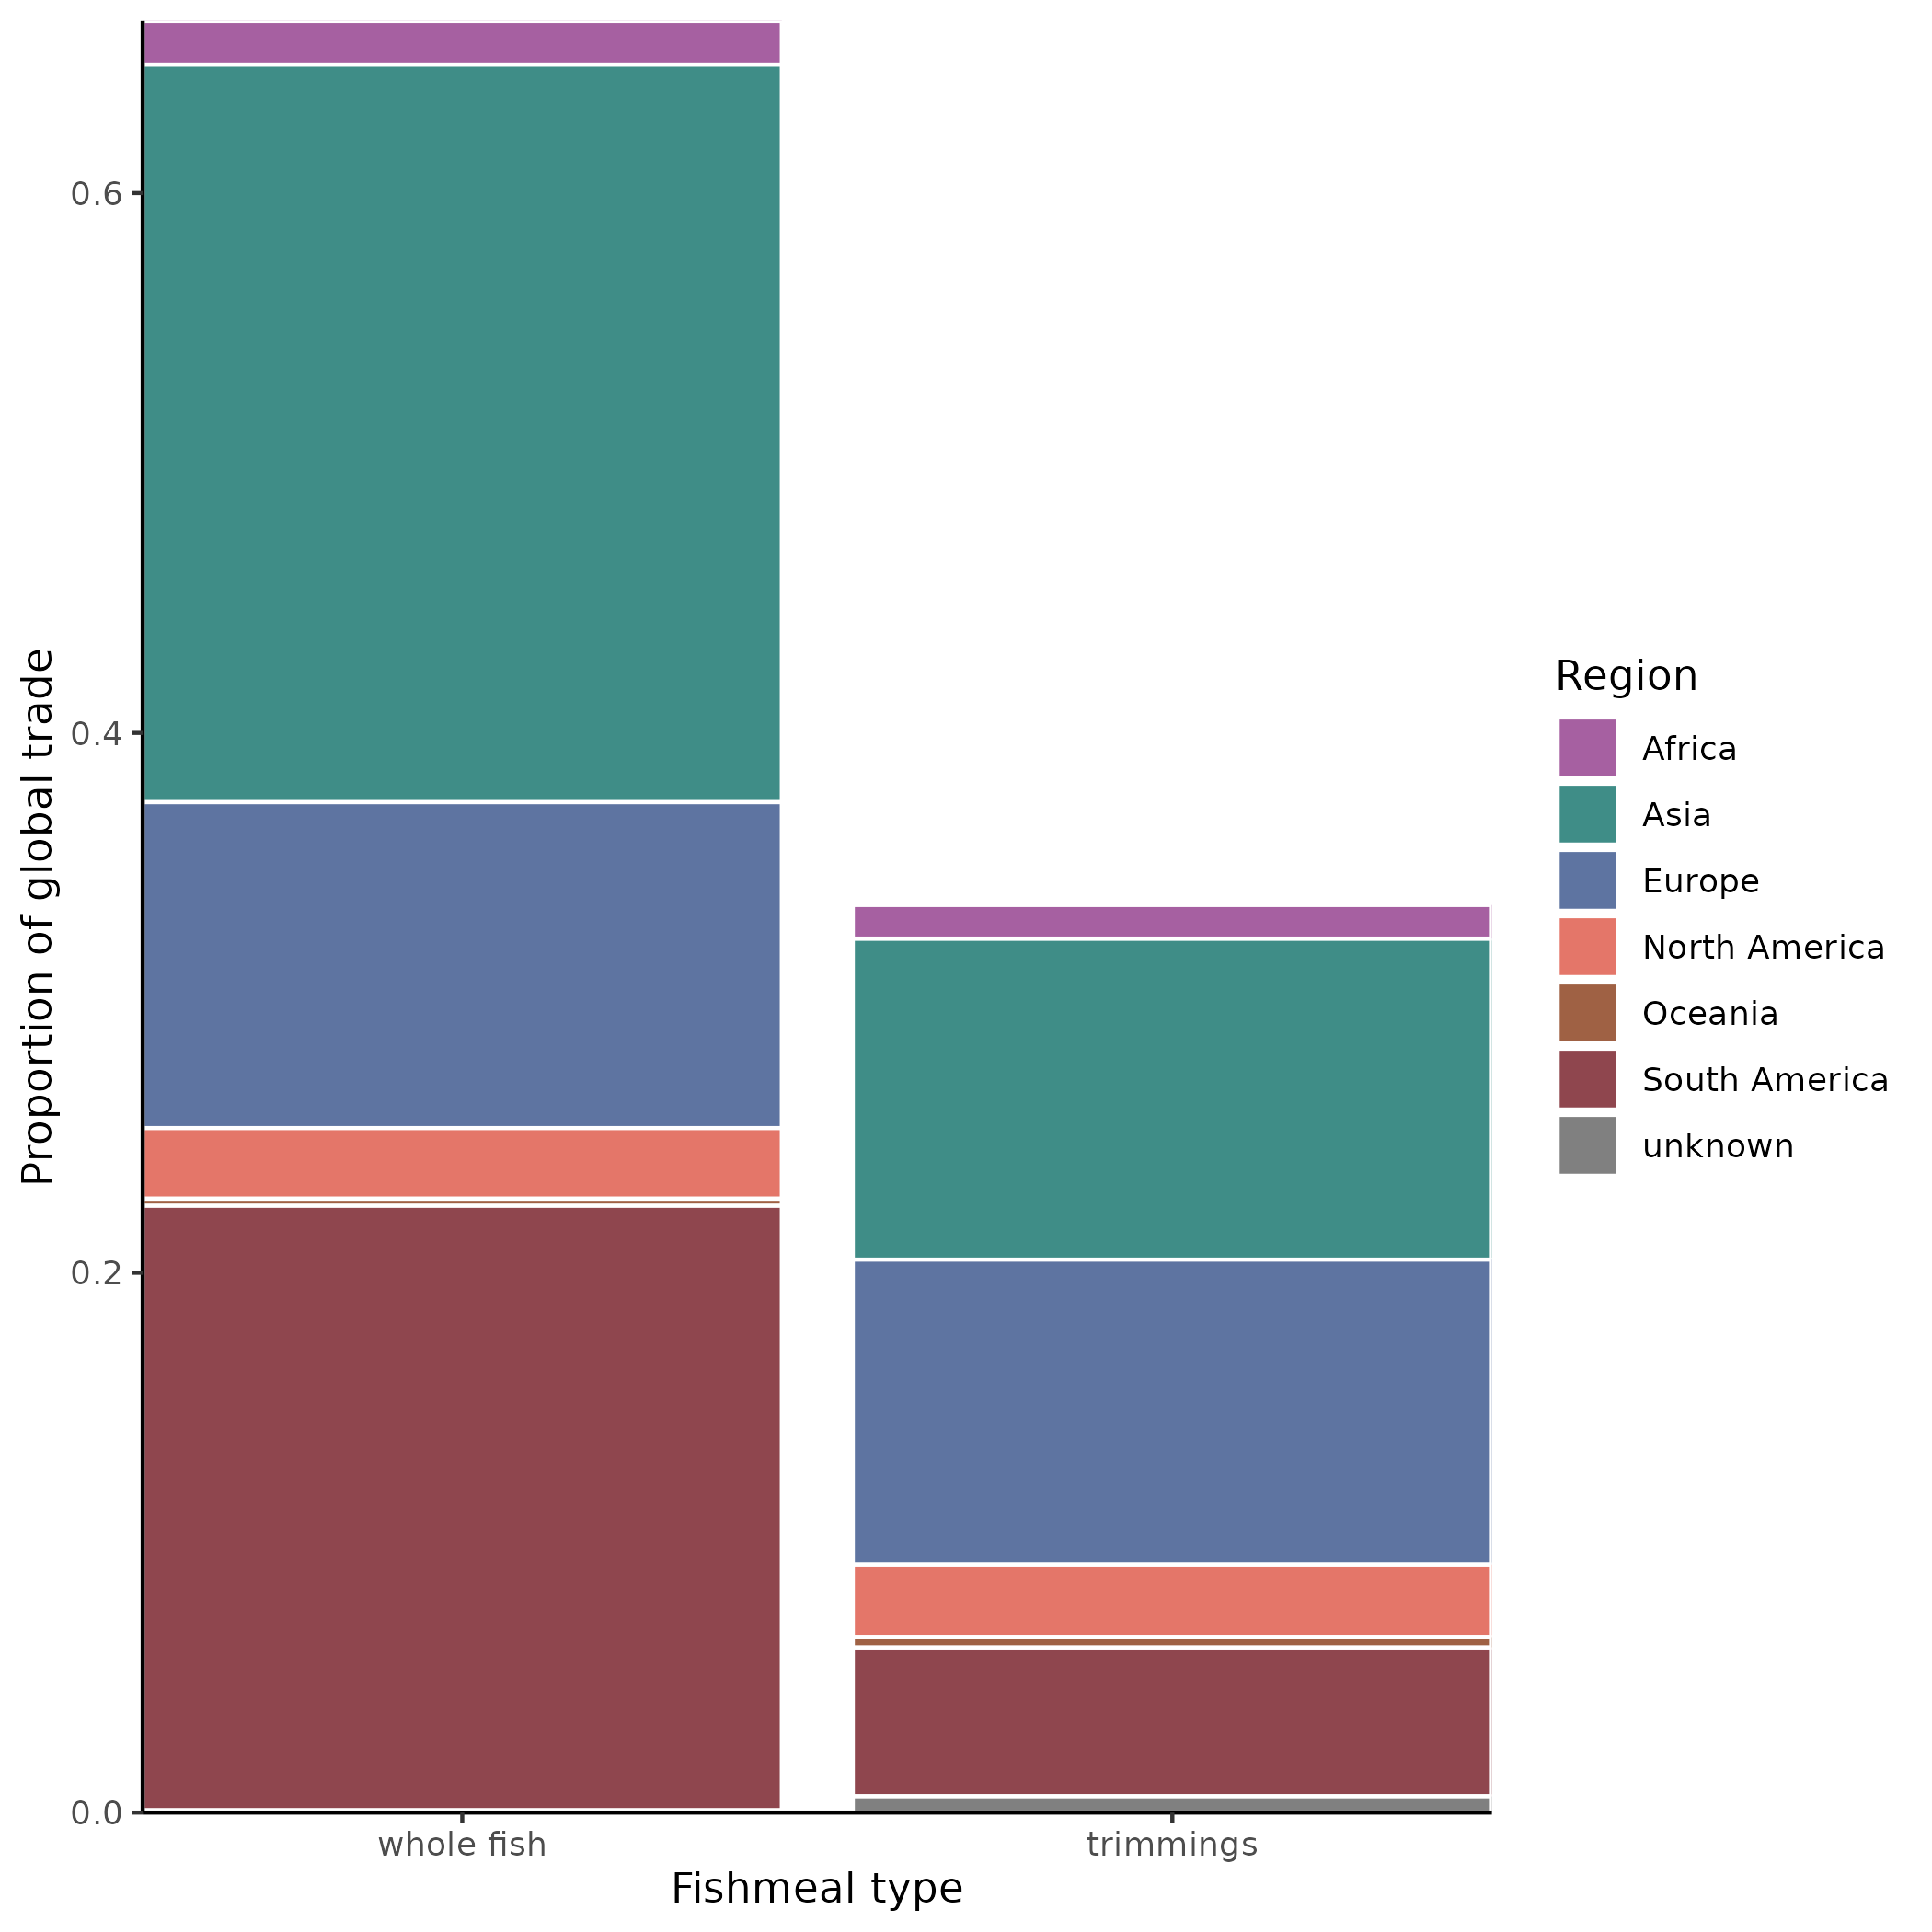 Proportion of global trade
0.6
0.4
0.2
0.0
whole fish
trimmings
Fishmeal type
Region
Africa
Asia
Europe
North America
Oceania
South America
unknown